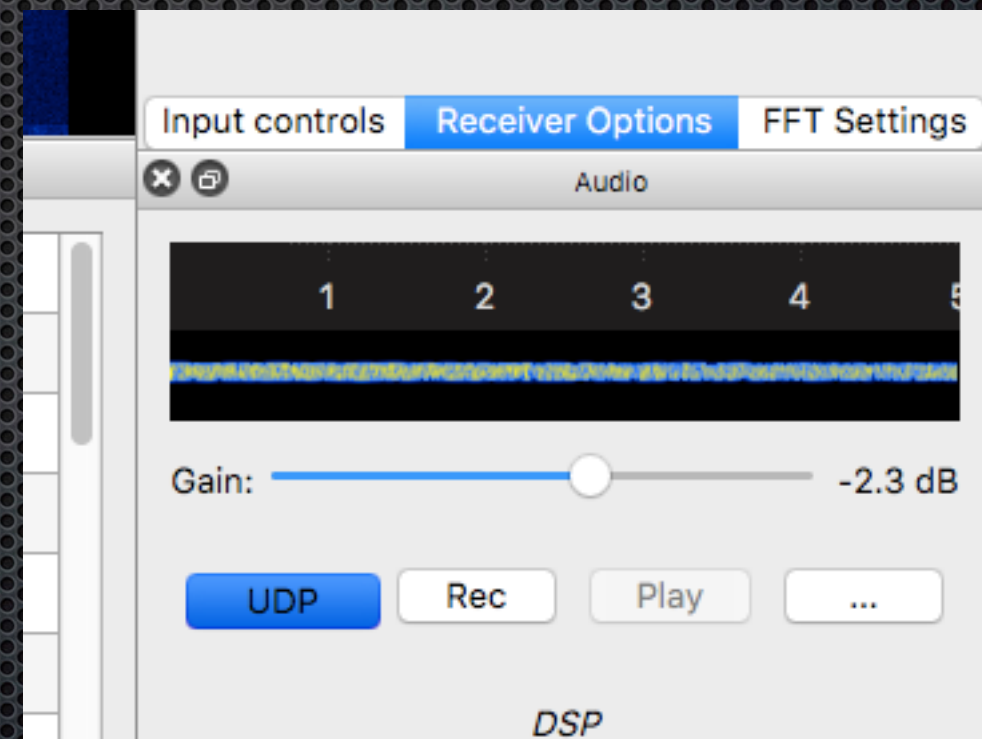 Input controls Receiver Options FFT Settings
Audio
1 2 3 4 5
Gain: -2.3 dB
UDP Rec Play ...
DSP